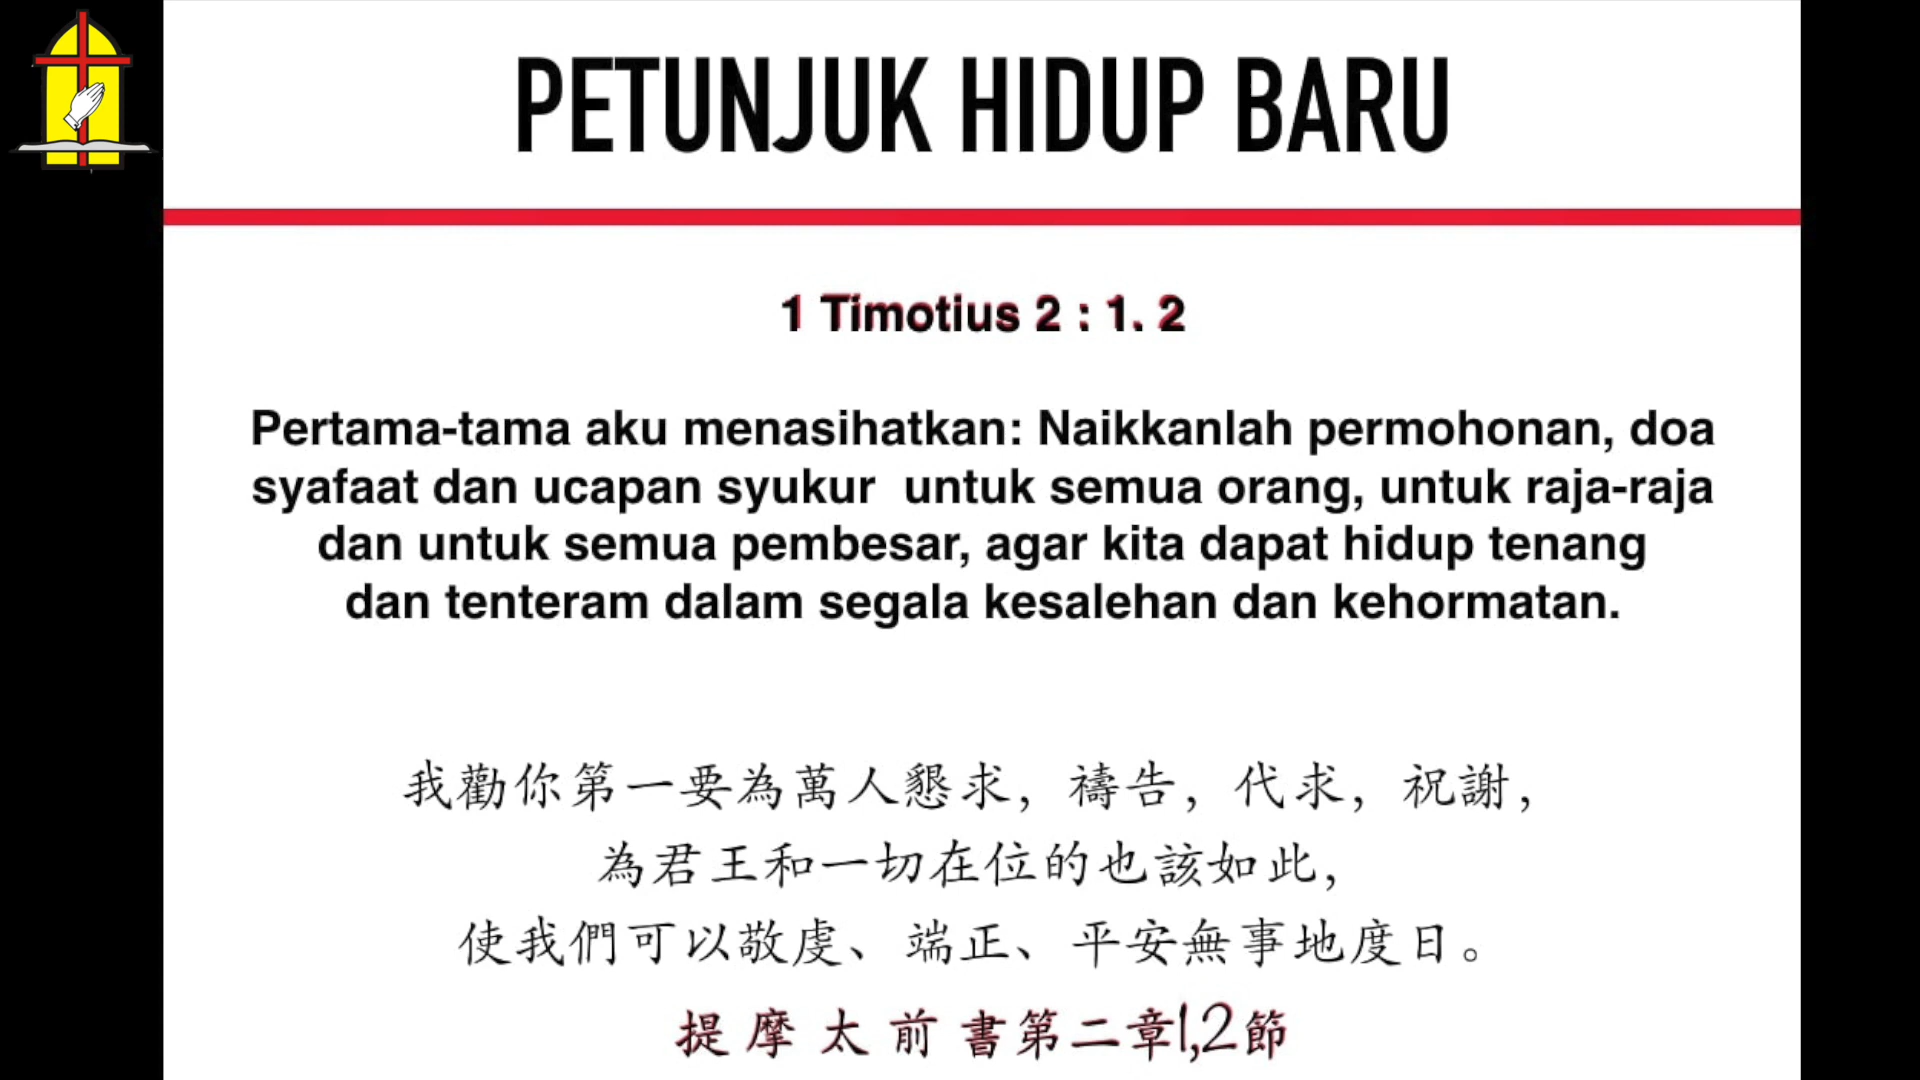 PETUNJUK HIDUP BARU
1 Timotius 2 : 1. 2
Pertama-tama aku menasihatkan: Naikkanlah permohonan, doa
syafaat dan ucapan syukur  untuk semua orang, untuk raja-raja
dan untuk semua pembesar, agar kita dapat hidup tenang
dan tenteram dalam segala kesalehan dan kehormatan.
我勸你第一要為萬人懇求，禱告，代求，祝謝，
為君王和一切在位的也該如此，
使我們可以敬虔、端正、平安無事地度日。
提摩太前書第二章1,2節